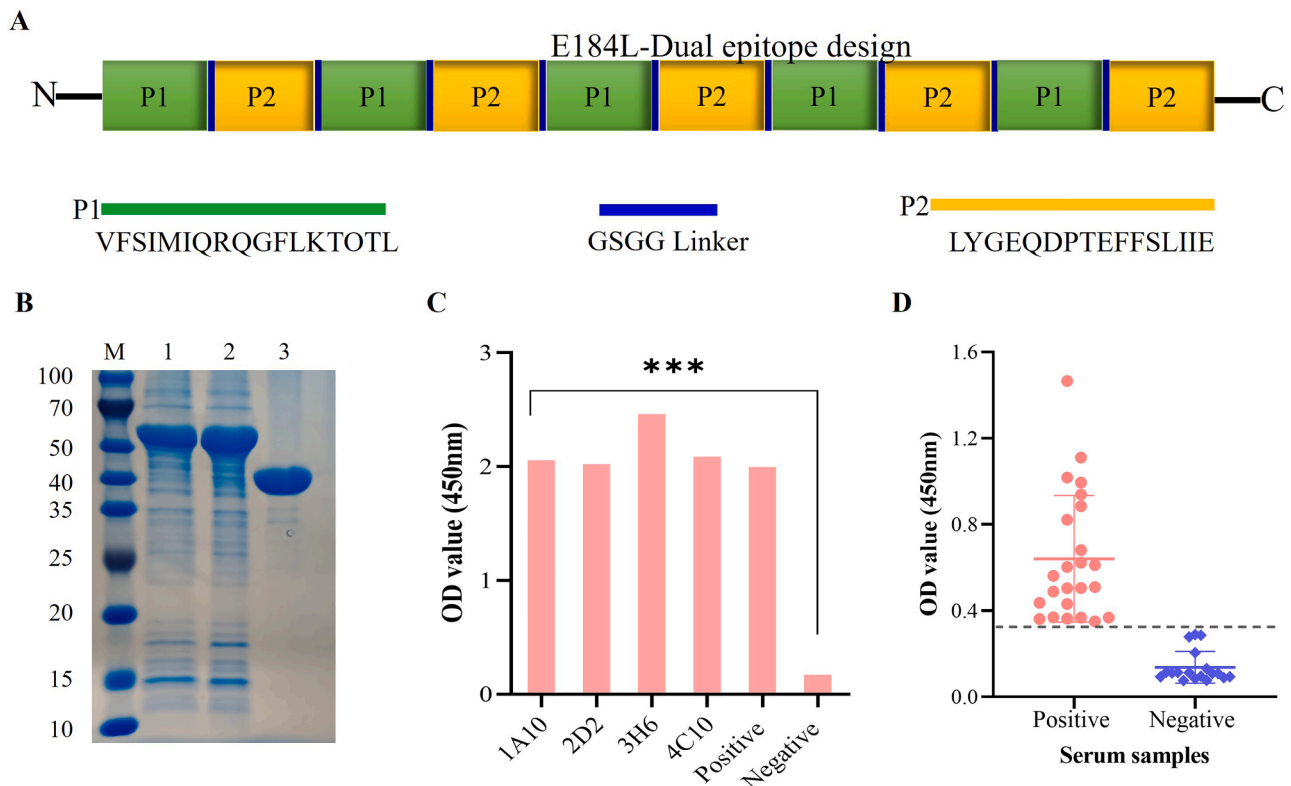 A
E184L-Dual epitope design
N P1 P2 P1 P2 P1 P2 P1 P2 P1 P2 C
P1
VFSIMIQRQGFLKTOTL
GSGG Linker
P2
LYGEQDPTEFFSLIIE
B
M 1 2 3
100
70
50
40
35
25
20
15
10
C
OD value (450nm)
3
2
1
0
***
1A10
2D2
3H6
4C10
Positive
Negative
D
OD value (450nm)
1.6
1.2
0.8
0.4
0.0
Positive
Negative
Serum samples